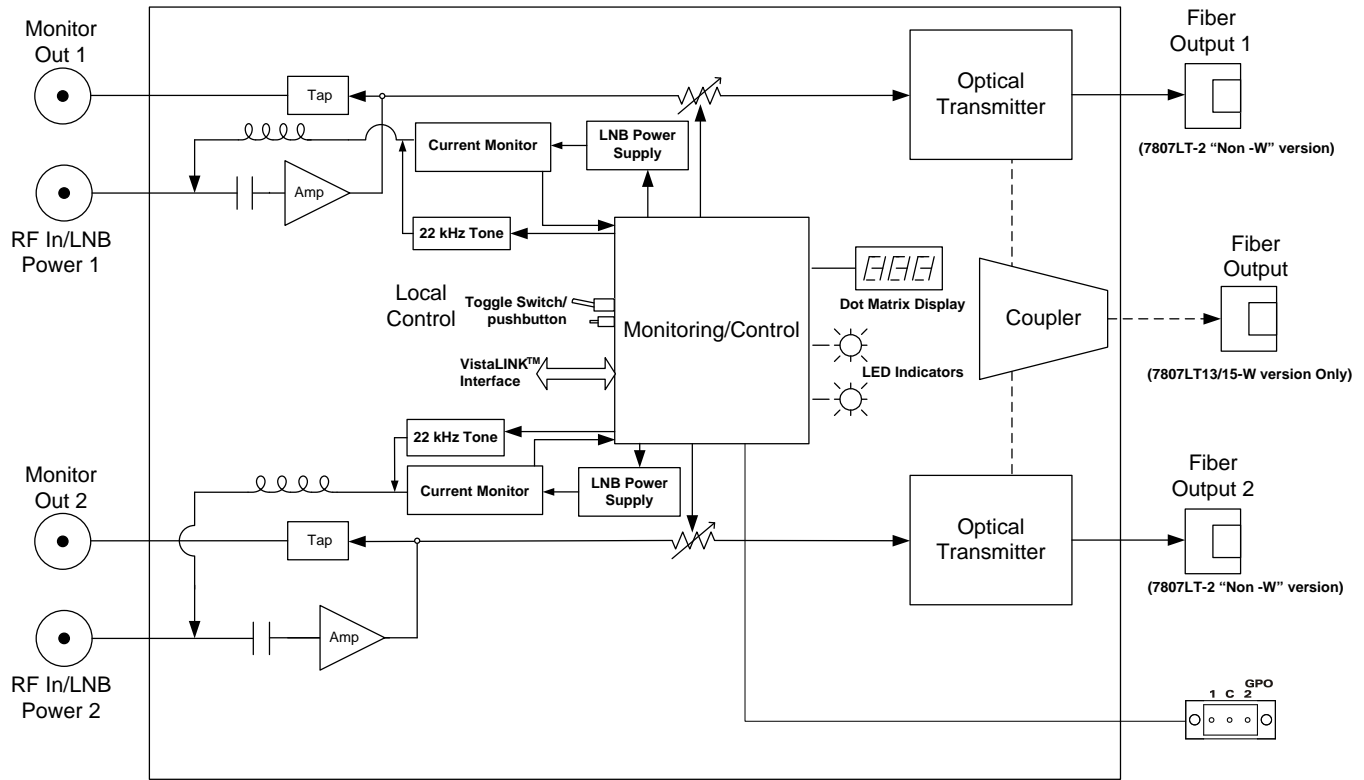 Monitor
Out 1
Tap
Current Monitor
LNB Power
Supply
Optical
Transmitter
Fiber
Output 1
(7807LT-2 “Non -W” version)
RF In/LNB
Power 1
Amp
22 kHz Tone
Local
Control
Toggle Switch/
pushbutton
VistaLINK™
Interface
Monitoring/Control
Dot Matrix Display
LED Indicators
Coupler
Fiber
Output
(7807LT13/15-W version Only)
22 kHz Tone
Current Monitor
LNB Power
Supply
Monitor
Out 2
Tap
Optical
Transmitter
Fiber
Output 2
(7807LT-2 “Non -W” version)
RF In/LNB
Power 2
Amp
GPO
1 C 2